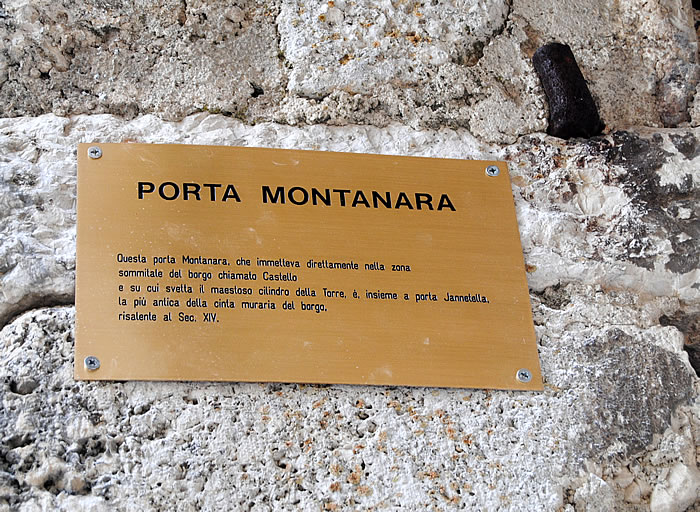 PORTA MONTANARA
Questa porta Montanara, che immetteva direttamente nella zona
sommitale del borgo chiamato Castello
e su cui svetta il maestoso cilindro della Torre, è, insieme a porta Jannetella,
la più antica della cinta muraria del borgo,
risalente al Sec. XIV.